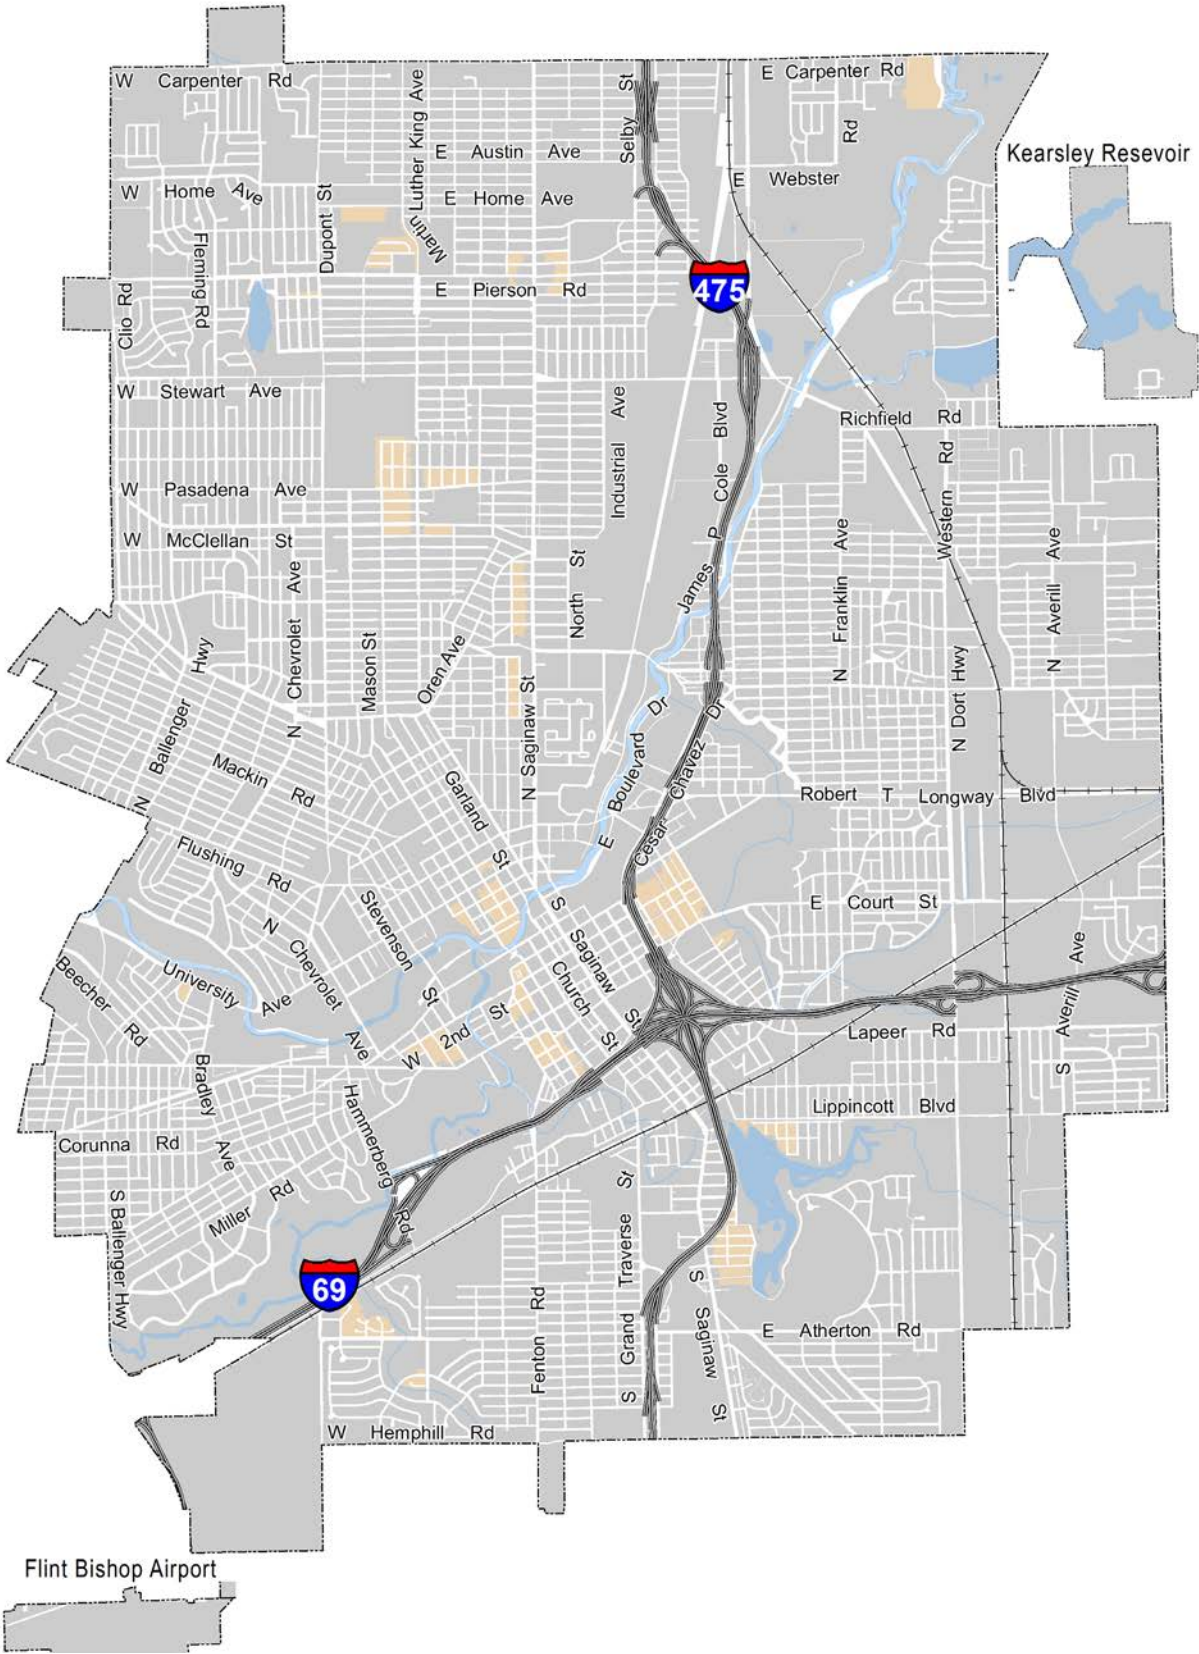 W Carpenter Rd
E Carpenter Rd
Selby St
Martin Luther King Ave
E Austin Ave
Rd
Kearsley Resevoir
E Webster
W Home Ave
Dupont St
E Home Ave
Fleming Rd
Clio Rd
E Pierson Rd
475
W Stewart Ave
Industrial Ave
James P Cole Blvd
Richfield Rd
Western Rd
W Pasadena Ave
W McClellan St
N Chevrolet Ave
North St
N Franklin Ave
N Averill Ave
N Ballenger Hwy
Mason St
Oren Ave
N Saginaw St
N Dort Hwy
Mackin Rd
Garland St
E Boulevard Dr
Cesar Chavez Dr
Robert T Longway Blvd
Flushing Rd
Stevenson St
S Saginaw St
E Court St
N Chevrolet Ave
Beecher Rd
University Ave
Church St
W 2nd St
S Averill Ave
Lapeer Rd
Bradley Ave
Hammerberg Rd
Lippincott Blvd
Corunna Rd
Miller Rd
S Ballenger Hwy
S Grand Traverse St
69
Fenton Rd
S Saginaw St
E Atherton Rd
W Hemphill Rd
Flint Bishop Airport